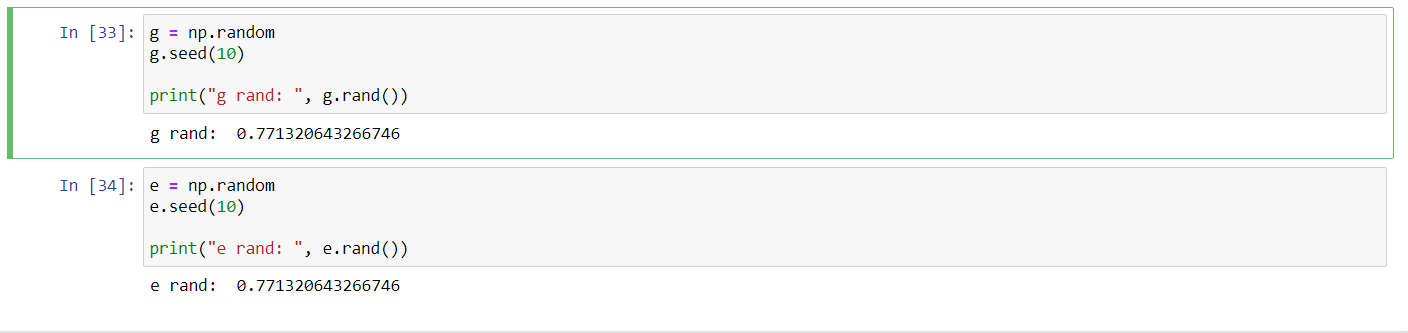 In [33]: g = np.random
g.seed(10)
print("g rand: ", g.rand())
g rand:  0.771320643266746
In [34]: e = np.random
e.seed(10)
print("e rand: ", e.rand())
e rand:  0.771320643266746